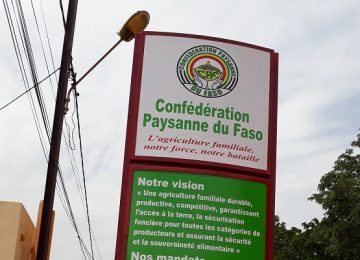 CONFEDERATION PAYSANNE
DU FASO
Confédération
Paysanne du Faso
L'agriculture familiale,
notre force, notre bataille
Notre vision
« Une agriculture familiale durable,
productive, compétitive, garantissant
l'accès à la terre, la sécurisation
foncière pour toutes les catégories de
producteurs et assurant la sécurité
et la souveraineté alimentaire »
Nos mandats